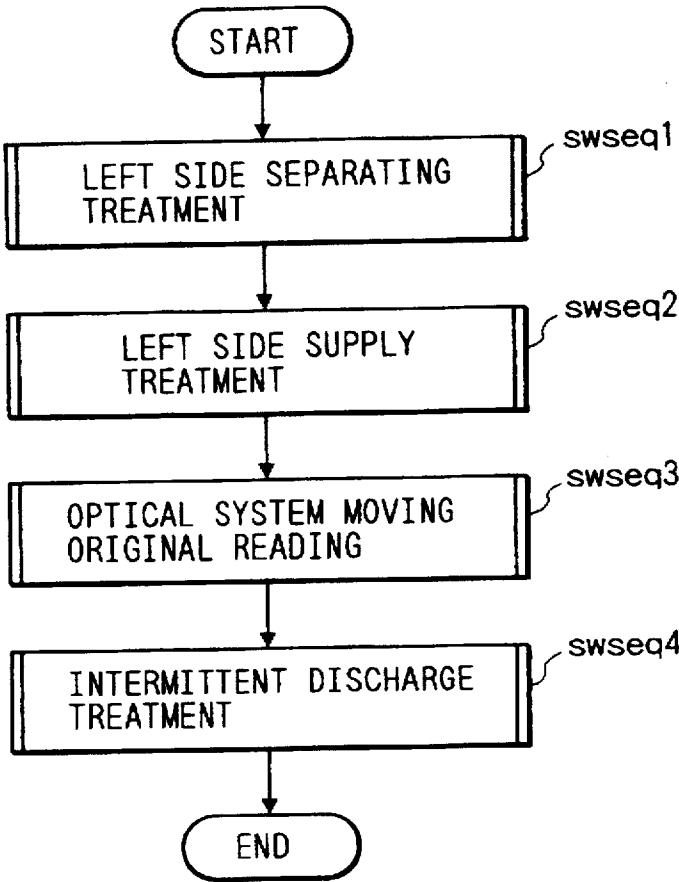 START
swseq1
LEFT SIDE SEPARATING
TREATMENT
swseq2
LEFT SIDE SUPPLY
TREATMENT
swseq3
OPTICAL SYSTEM MOVING
ORIGINAL READING
swseq4
INTERMITTENT DISCHARGE
TREATMENT
END